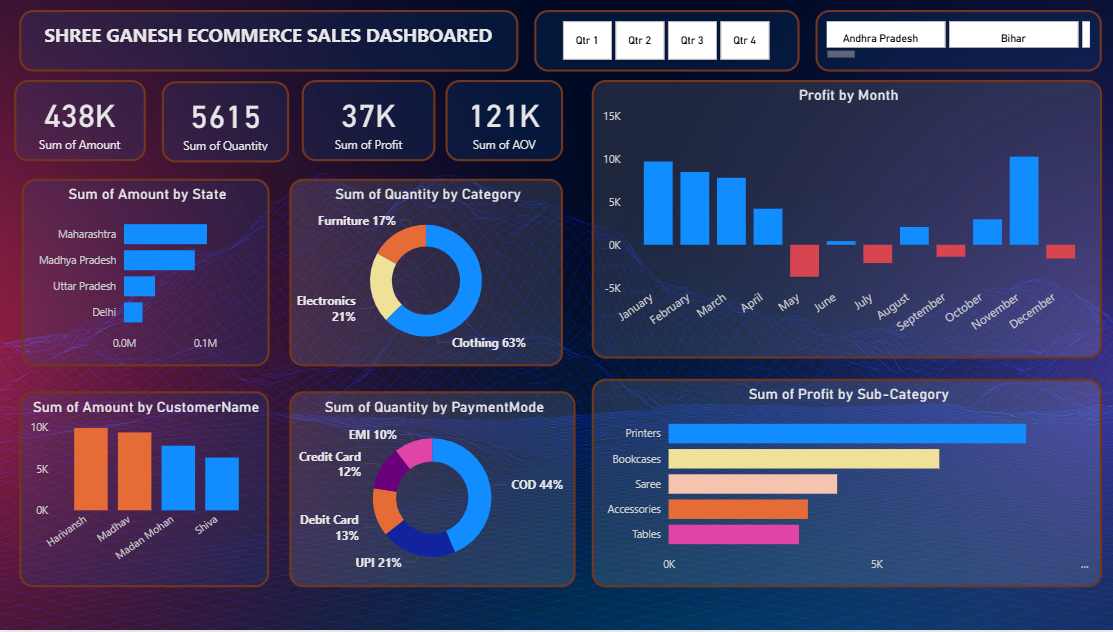 SHREE GANESH ECOMMERCE SALES DASHBOARED
Qtr 1
Qtr 2
Qtr 3
Qtr 4
Andhra Pradesh
Bihar
438K
Sum of Amount
5615
Sum of Quantity
37K
Sum of Profit
121K
Sum of AOV
Profit by Month
15K
10K
5K
0K
-5K
January
February
March
April
May
June
July
August
September
October
November
December
Sum of Amount by State
Maharashtra
Madhya Pradesh
Uttar Pradesh
Delhi
0.0M
0.1M
Sum of Quantity by Category
Furniture 17%
Electronics
21%
Clothing 63%
Sum of Amount by CustomerName
10K
5K
0K
Harivansh
Madhav
Madan Mohan
Shiva
Sum of Quantity by PaymentMode
EMI 10%
Credit Card
12%
Debit Card
13%
UPI 21%
COD 44%
Sum of Profit by Sub-Category
Printers
Bookcases
Saree
Accessories
Tables
0K
5K
...